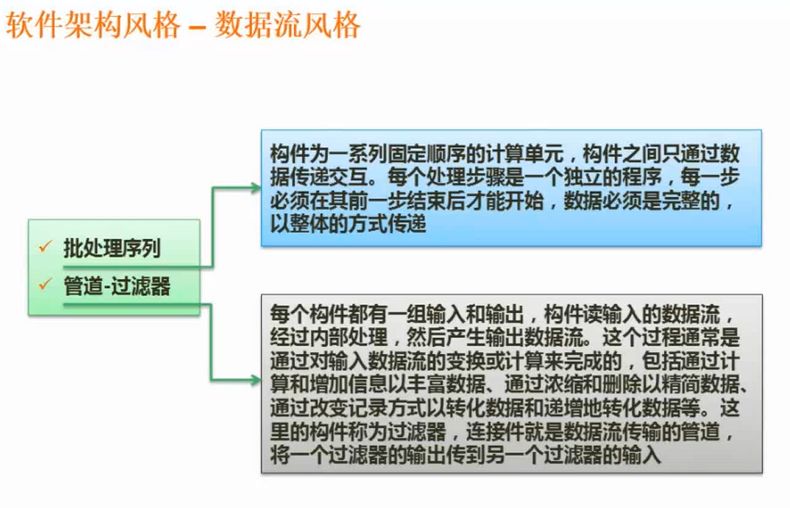 软件架构风格 – 数据流风格
构件为一系列固定顺序的计算单元，构件之间只通过数
据传递交互。每个处理步骤是一个独立的程序，每一步
必须在其前一步结束后才能开始，数据必须是完整的，
以整体的方式传递
✓ 批处理序列
✓ 管道-过滤器
每个构件都有一组输入和输出，构件读输入的数据流，
经过内部处理，然后产生输出数据流。这个过程通常是
通过对输入数据流的变换或计算来完成的，包括通过计
算和增加信息以丰富数据、通过浓缩和删除以精简数据、
通过改变记录方式以转化数据和递增地转化数据等。这
里的构件称为过滤器，连接件就是数据流传输的管道，
将一个过滤器的输出传到另一个过滤器的输入